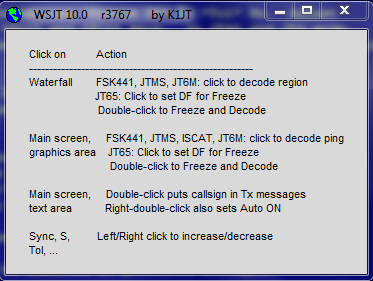 WSJT 10.0 r3767 by K1JT
Click on Action
Waterfall FSK441, JTMS, JT6M: click to decode region
JT65: Click to set DF for Freeze
Double-click to Freeze and Decode
Main screen, FSK441, JTMS, ISCAT, JT6M: click to decode ping
graphics area JT65: Click to set DF for Freeze
Double-click to Freeze and Decode
Main screen, Double-click puts callsign in Tx messages
text area Right-double-click also sets Auto ON
Sync, S, Left/Right click to increase/decrease
Tol, ...